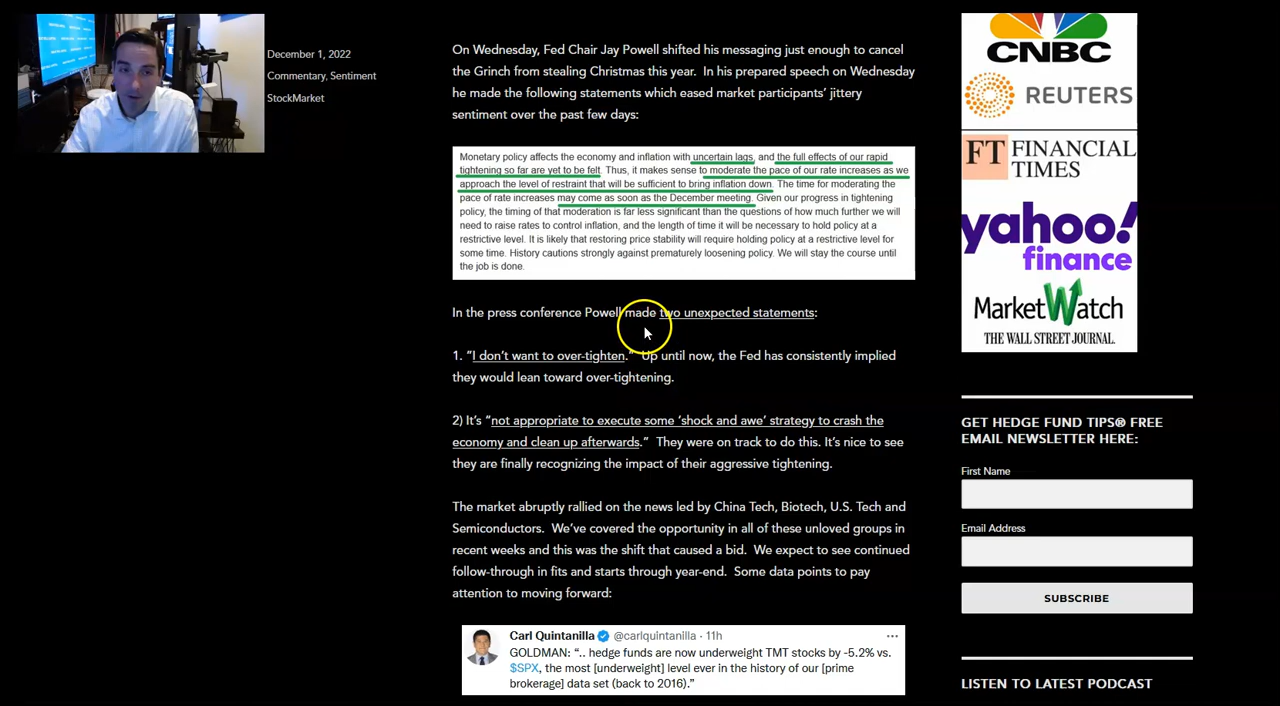 December 1, 2022
Commentary, Sentiment
StockMarket
On Wednesday, Fed Chair Jay Powell shifted his messaging just enough to cancel
the Grinch from stealing Christmas this year. In his prepared speech on Wednesday
he made the following statements which eased market participants' jittery
sentiment over the past few days:
Monetary policy affects the economy and inflation with uncertain lags, and the full effects of our rapid
tightening so far are yet to be felt. Thus, it makes sense to moderate the pace of our rate increases as we
approach the level of restraint that will be sufficient to bring inflation down. The time for moderating the
pace of rate increases may come as soon as the December meeting. Given our progress in tightening
policy, the timing of that moderation is far less significant than the questions of how much further we will
need to raise rates to control inflation, and the length of time it will be necessary to hold policy at a
restrictive level. It is likely that restoring price stability will require holding policy at a restrictive level for
some time. History cautions strongly against prematurely loosening policy. We will stay the course until
the job is done.
In the press conference Powell made two unexpected statements:
1. “I don’t want to over-tighten.” Up until now, the Fed has consistently implied
they would lean toward over-tightening.
2) It’s “not appropriate to execute some ‘shock and awe’ strategy to crash the
economy and clean up afterwards.” They were on track to do this. It’s nice to see
they are finally recognizing the impact of their aggressive tightening.
The market abruptly rallied on the news led by China Tech, Biotech, U.S. Tech and
Semiconductors. We’ve covered the opportunity in all of these unloved groups in
recent weeks and this was the shift that caused a bid. We expect to see continued
follow-through in fits and starts through year-end. Some data points to pay
attention to moving forward:
Carl Quintanilla @carlquintanilla · 11h
GOLDMAN: “.. hedge funds are now underweight TMT stocks by -5.2% vs.
$SPX, the most [underweight] level ever in the history of our [prime
brokerage] data set (back to 2016).”
CNBC
REUTERS
FT FINANCIAL
TIMES
yahoo!
finance
MarketWatch
THE WALL STREET JOURNAL.
GET HEDGE FUND TIPS® FREE
EMAIL NEWSLETTER HERE:
First Name
Email Address
SUBSCRIBE
LISTEN TO LATEST PODCAST